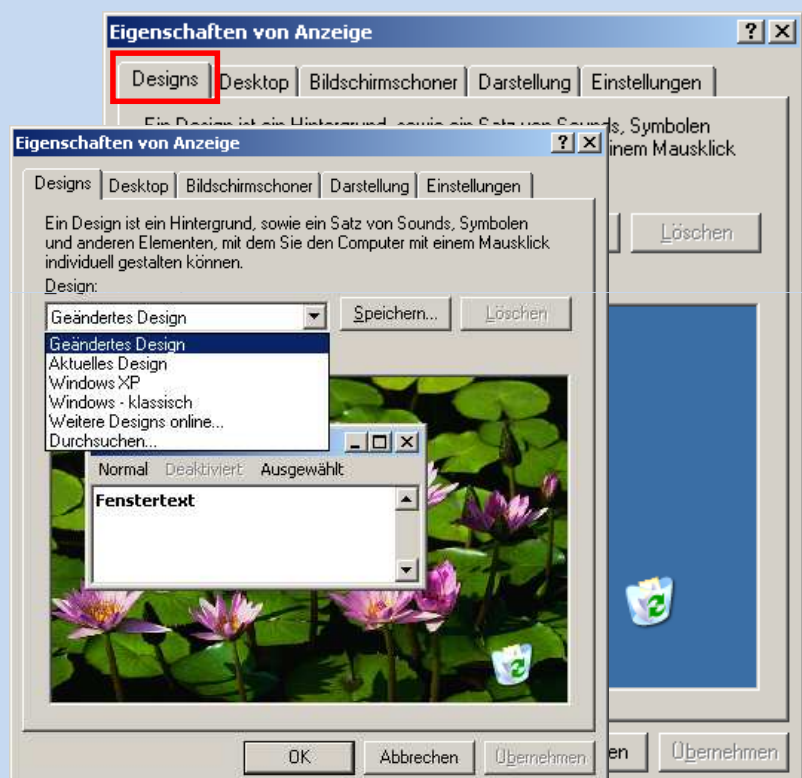 Eigenschaften von Anzeige
Designs Desktop Bildschirmschoner Darstellung Einstellungen
Ein Design ist ein Hintergrund, sowie ein Satz von Sounds, Symbolen
inem Mausklick
Löschen
en Übernehmen
Eigenschaften von Anzeige
Designs Desktop Bildschirmschoner Darstellung Einstellungen
Ein Design ist ein Hintergrund, sowie ein Satz von Sounds, Symbolen
und anderen Elementen, mit dem Sie den Computer mit einem Mausklick
individuell gestalten können.
Design:
Geändertes Design Speichern... Löschen
Geändertes Design
Aktuelles Design
Windows XP
Windows - klassisch
Weitere Designs online...
Durchsuchen...
Normal Deaktiviert Ausgewählt
Fenstertext
OK Abbrechen Übernehmen